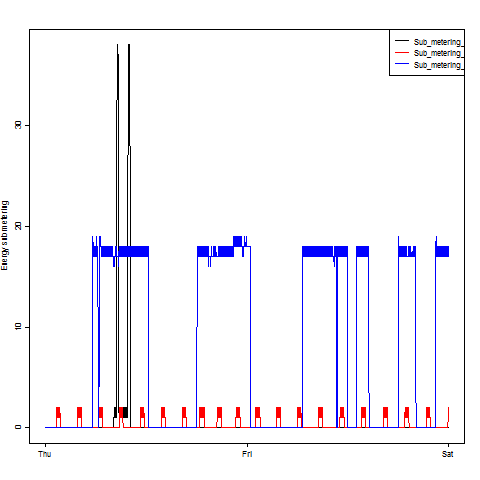 Sub_metering_
Sub_metering_
Sub_metering_
Energy sub metering
30
20
10
0
Thu
Fri
Sat